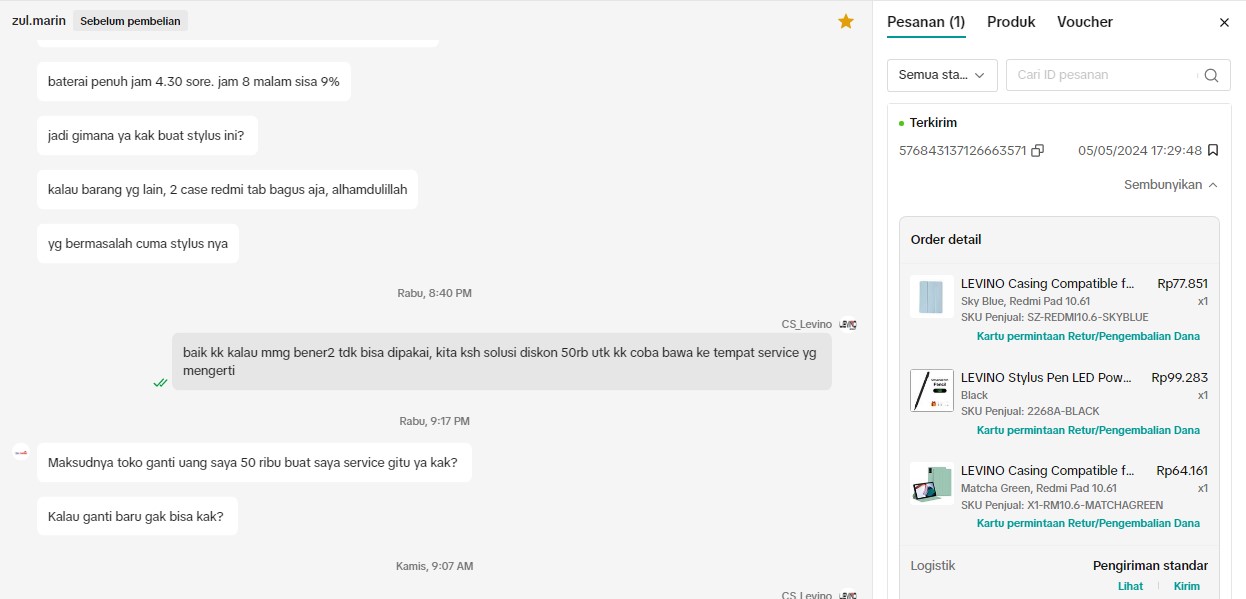 zul.marin Sebelum pembelian
baterai penuh jam 4.30 sore. jam 8 malam sisa 9%
jadi gimana ya kak buat stylus ini?
kalau barang yg lain, 2 case redmi tab bagus aja, alhamdulillah
yg bermasalah cuma stylus nya
Rabu, 8:40 PM
CS_Levino
baik kk kalau mmg bener2 tdk bisa dipakai, kita ksh solusi diskon 50rb utk kk coba bawa ke tempat service yg
mengerti
Rabu, 9:17 PM
Maksudnya toko ganti uang saya 50 ribu buat saya service gitu ya kak?
Kalau ganti baru gak bisa kak?
Kamis, 9:07 AM
CS_Levino
Pesanan (1) Produk Voucher
Semua sta... Cari ID pesanan
Terkirim
576843137126663571 05/05/2024 17:29:48
Sembunyikan
Order detail
LEVINO Casing Compatible f... Rp77.851
Sky Blue, Redmi Pad 10.61 x1
SKU Penjual: SZ-REDMI10.6-SKYBLUE
Kartu permintaan Retur/Pengembalian Dana
LEVINO Stylus Pen LED Pow... Rp99.283
Black x1
SKU Penjual: 2268A-BLACK
Kartu permintaan Retur/Pengembalian Dana
LEVINO Casing Compatible f... Rp64.161
Matcha Green, Redmi Pad 10.61 x1
SKU Penjual: X1-RM10.6-MATCHAGREEN
Kartu permintaan Retur/Pengembalian Dana
Logistik Pengiriman standar
Lihat Kirim